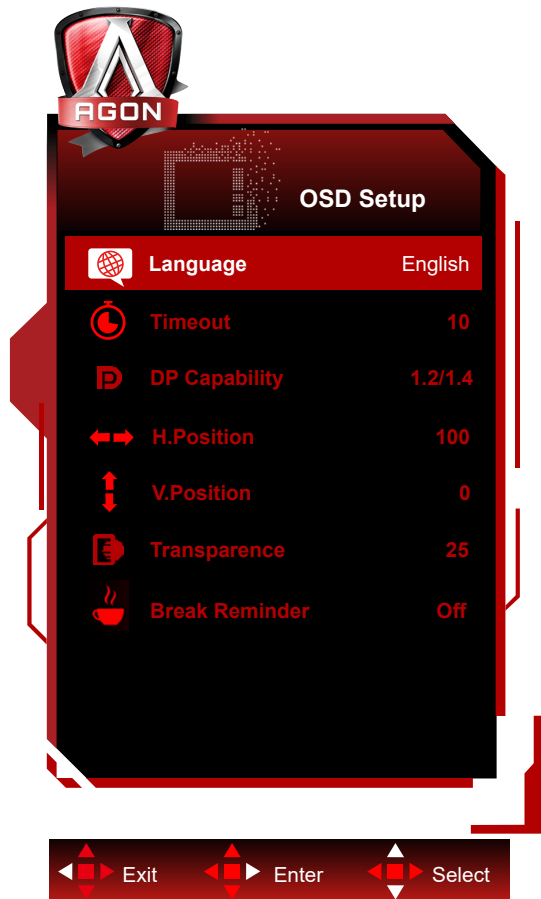 AGON
OSD Setup
Language English
Timeout 10
DP Capability 1.2/1.4
H.Position 100
V.Position 0
Transparence 25
Break Reminder Off
Exit Enter Select